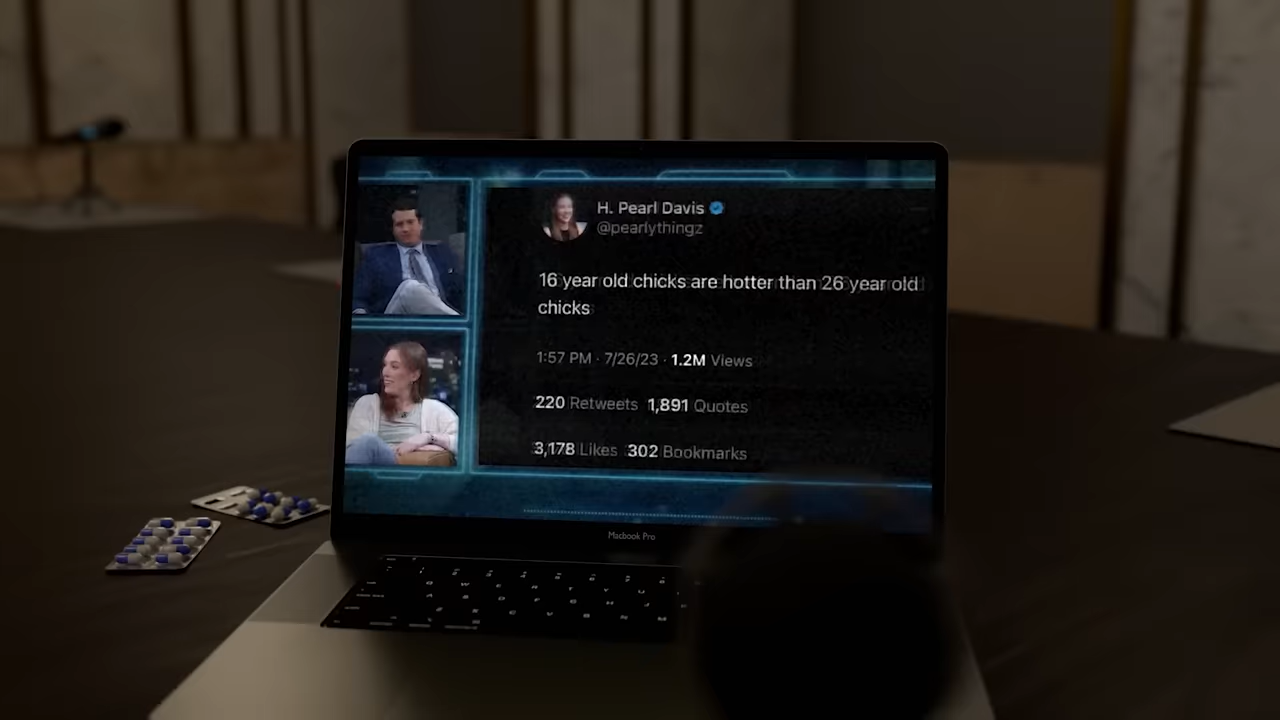 H. Pearl Davis
@pearlythingz
16 year old chicks are hotter than 26 year old
chicks
1:57 PM · 7/26/23 · 1.2M Views
220 Retweets 1,891 Quotes
3,178 Likes 302 Bookmarks
Macbook Pro